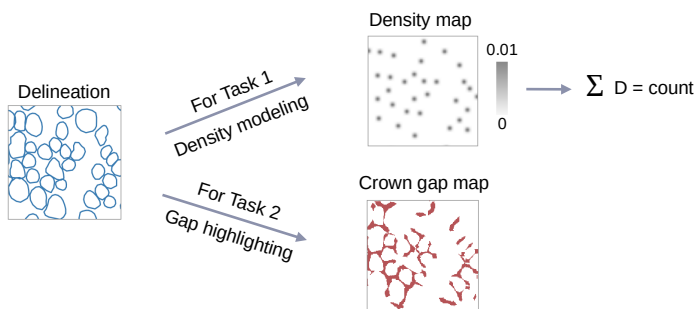 Density map
0.01
0
Σ D = count
Delineation
For Task 1
Density modeling
For Task 2
Gap highlighting
Crown gap map